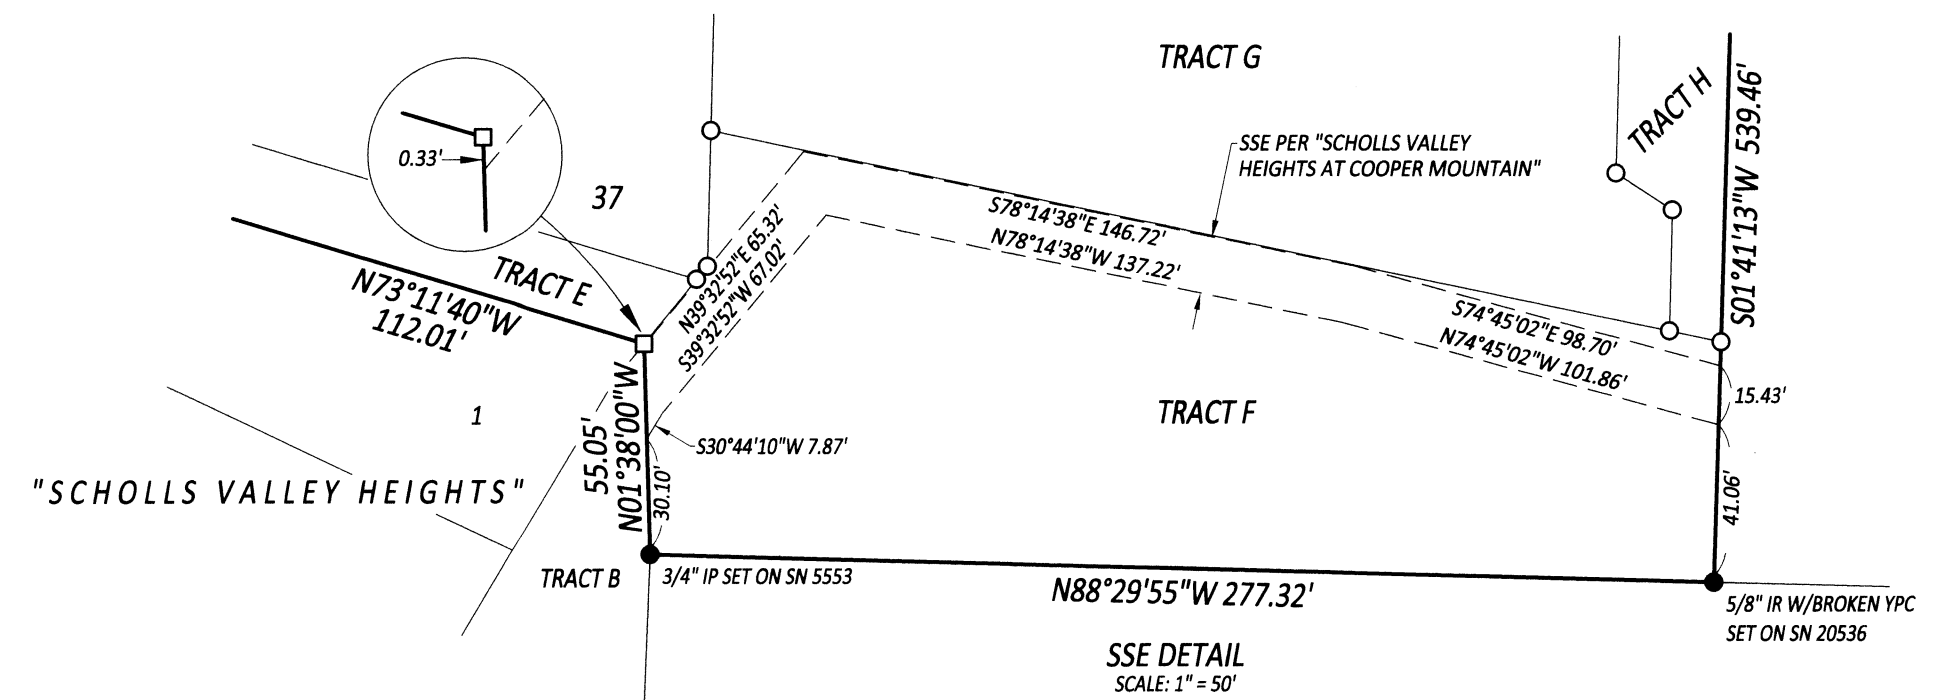 TRACT G
TRACT H
S01°41'13"W 539.46'
SSE PER "SCHOLLS VALLEY
HEIGHTS AT COOPER MOUNTAIN"
0.33'
37
S78°14'38"E 146.72'
N78°14'38"W 137.22'
N39°32'52"E 65.32'
S39°32'52"W 67.02'
TRACT E
N73°11'40"W
112.01'
S74°45'02"E 98.70'
N74°45'02"W 101.86'
15.43'
1
TRACT F
55.05'
N01°38'00"W
S30°44'10"W 7.87'
30.10'
41.06'
"SCHOLLS VALLEY HEIGHTS"
TRACT B
3/4" IP SET ON SN 5553
N88°29'55"W 277.32'
5/8" IR W/BROKEN YPC
SET ON SN 20536
SSE DETAIL
SCALE: 1" = 50'